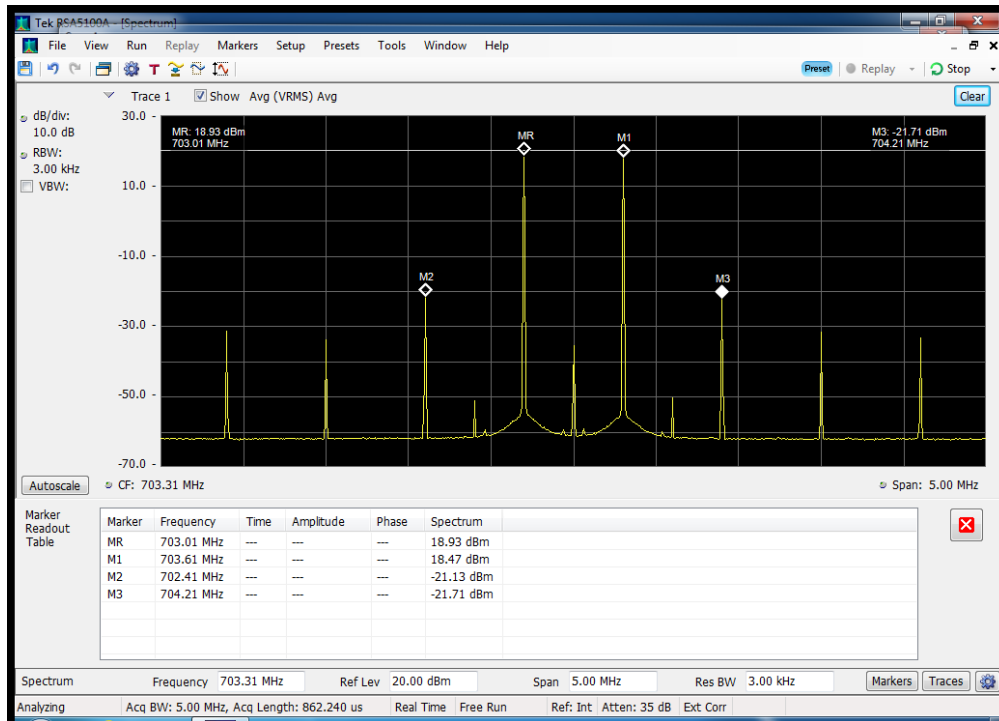 Tek RSA5100A - [Spectrum]
File View Run Replay Markers Setup Presets Tools Window Help
T Preset Replay Stop
Trace 1 Show Avg (VRMS) Avg Clear
dB/div:
10.0 dB
RBW:
3.00 kHz
VBW:
30.0 -
10.0 -
-10.0 -
-30.0 -
-50.0 -
-70.0 -
MR: 18.93 dBm
703.01 MHz
M3: -21.71 dBm
704.21 MHz
MR
M1
M2
M3
Autoscale CF: 703.31 MHz Span: 5.00 MHz
Marker
Readout
Table
Marker Frequency Time Amplitude Phase Spectrum
MR 703.01 MHz --- --- --- 18.93 dBm
M1 703.61 MHz --- --- --- 18.47 dBm
M2 702.41 MHz --- --- --- -21.13 dBm
M3 704.21 MHz --- --- --- -21.71 dBm
Spectrum Frequency 703.31 MHz Ref Lev 20.00 dBm Span 5.00 MHz Res BW 3.00 kHz Markers Traces
Analyzing Acq BW: 5.00 MHz, Acq Length: 862.240 us Real Time Free Run Ref: Int Atten: 35 dB Ext Corr